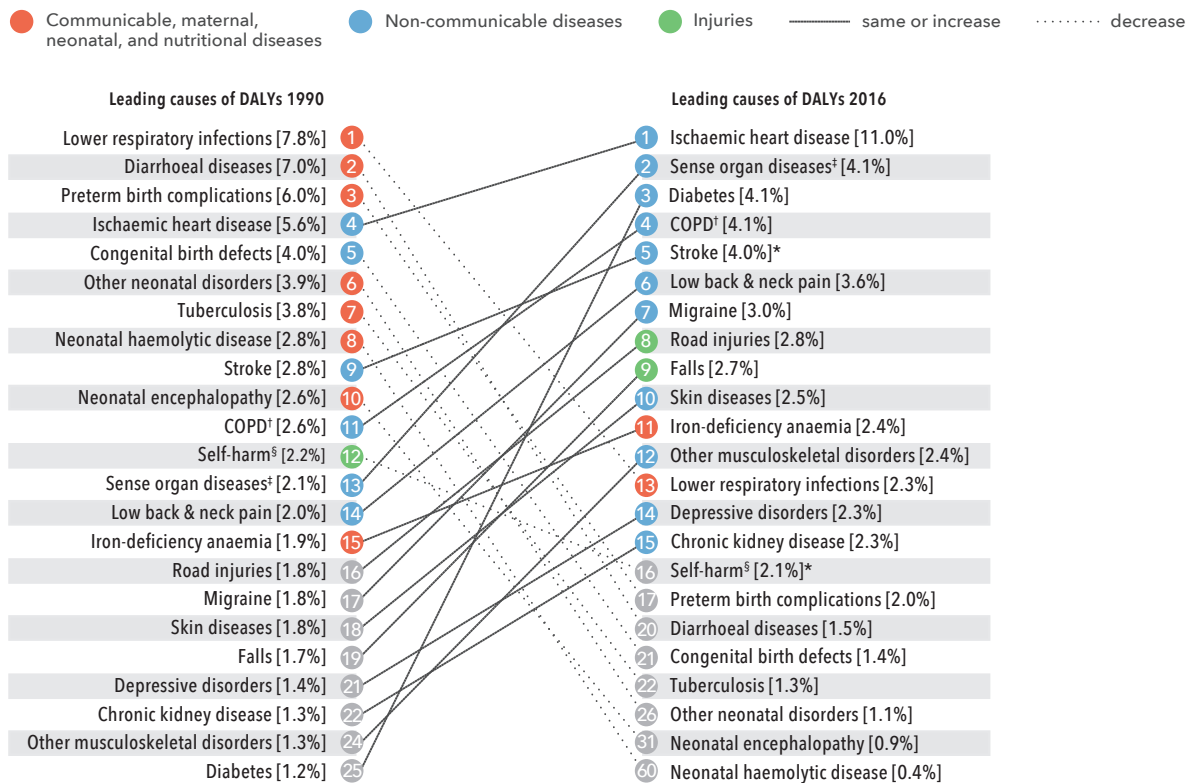 Communicable, maternal,
neonatal, and nutritional diseases
Non-communicable diseases
Injuries
same or increase
decrease
Leading causes of DALYs 1990
Lower respiratory infections [7.8%] 1
Diarrhoeal diseases [7.0%] 2
Preterm birth complications [6.0%] 3
Ischaemic heart disease [5.6%] 4
Congenital birth defects [4.0%] 5
Other neonatal disorders [3.9%] 6
Tuberculosis [3.8%] 7
Neonatal haemolytic disease [2.8%] 8
Stroke [2.8%] 9
Neonatal encephalopathy [2.6%] 10
COPD† [2.6%] 11
Self-harm§ [2.2%] 12
Sense organ diseases‡ [2.1%] 13
Low back & neck pain [2.0%] 14
Iron-deficiency anaemia [1.9%] 15
Road injuries [1.8%] 16
Migraine [1.8%] 17
Skin diseases [1.8%] 18
Falls [1.7%] 19
Depressive disorders [1.4%] 21
Chronic kidney disease [1.3%] 22
Other musculoskeletal disorders [1.3%] 24
Diabetes [1.2%] 25
Leading causes of DALYs 2016
1 Ischaemic heart disease [11.0%]
2 Sense organ diseases‡ [4.1%]
3 Diabetes [4.1%]
4 COPD† [4.1%]
5 Stroke [4.0%]*
6 Low back & neck pain [3.6%]
7 Migraine [3.0%]
8 Road injuries [2.8%]
9 Falls [2.7%]
10 Skin diseases [2.5%]
11 Iron-deficiency anaemia [2.4%]
12 Other musculoskeletal disorders [2.4%]
13 Lower respiratory infections [2.3%]
14 Depressive disorders [2.3%]
15 Chronic kidney disease [2.3%]
16 Self-harm§ [2.1%]*
17 Preterm birth complications [2.0%]
20 Diarrhoeal diseases [1.5%]
21 Congenital birth defects [1.4%]
22 Tuberculosis [1.3%]
26 Other neonatal disorders [1.1%]
31 Neonatal encephalopathy [0.9%]
60 Neonatal haemolytic disease [0.4%]